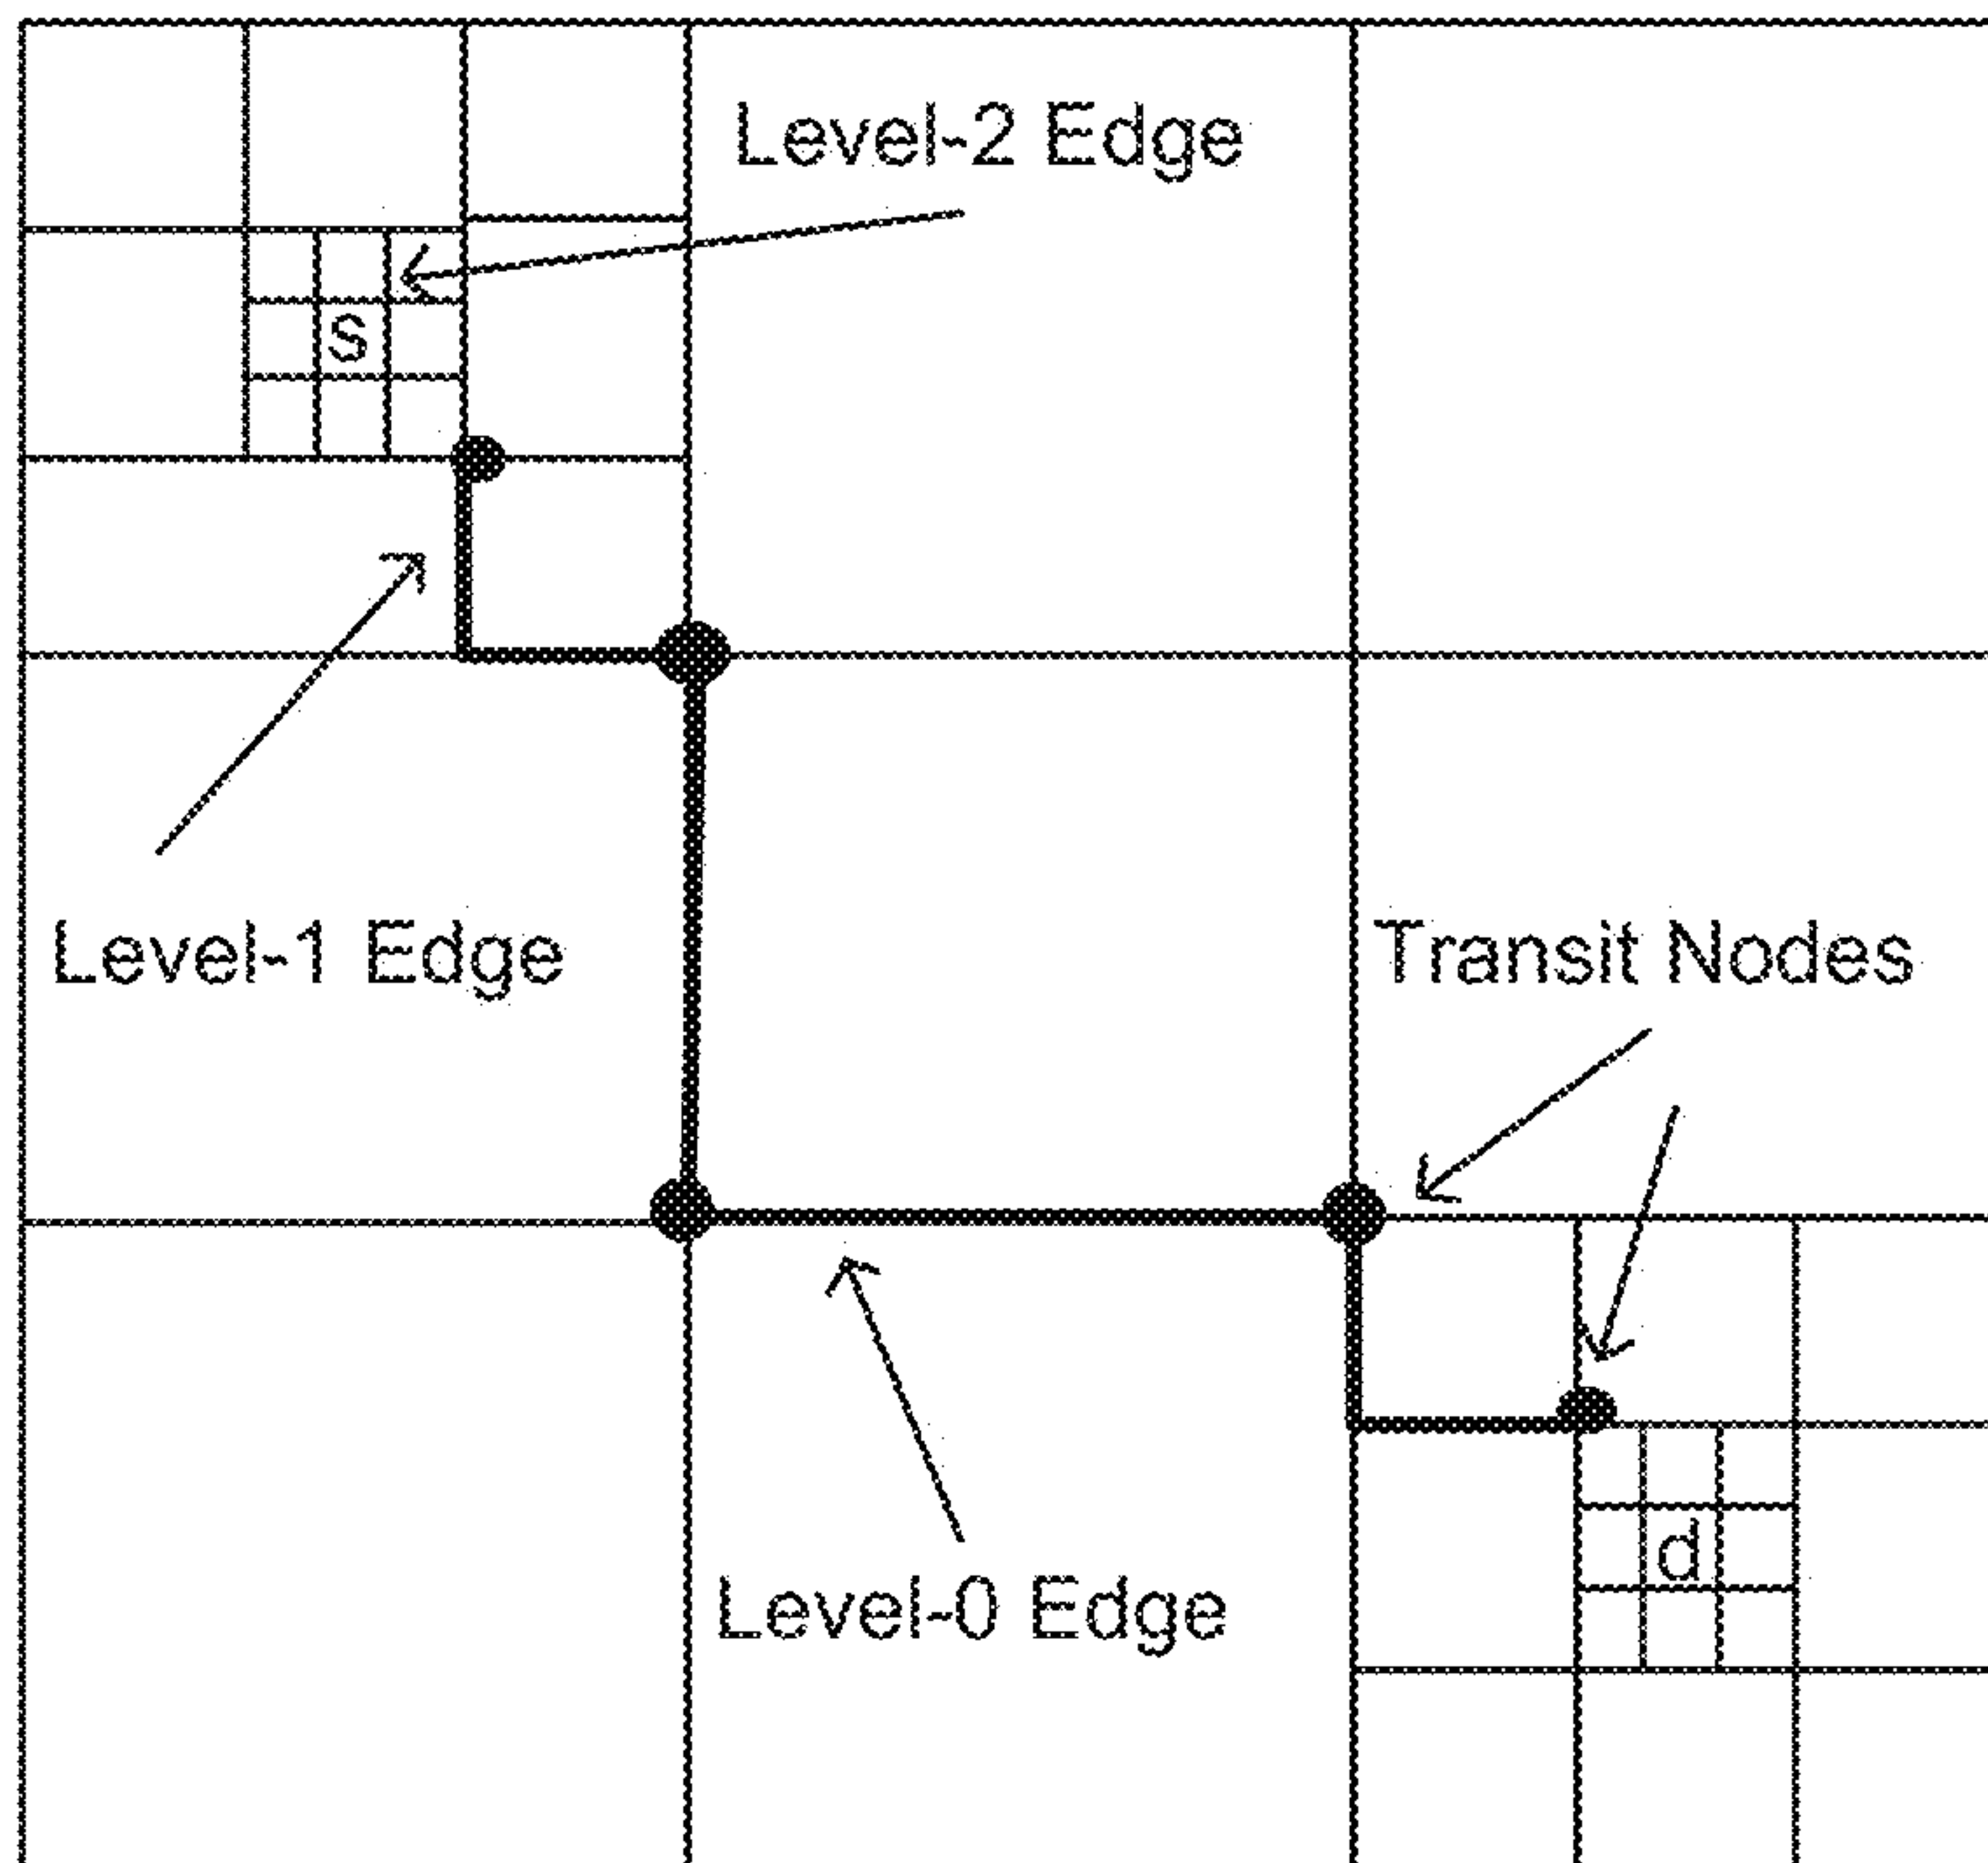 Level-2 Edge
s
Level-1 Edge
Transit Nodes
d
Level-0 Edge